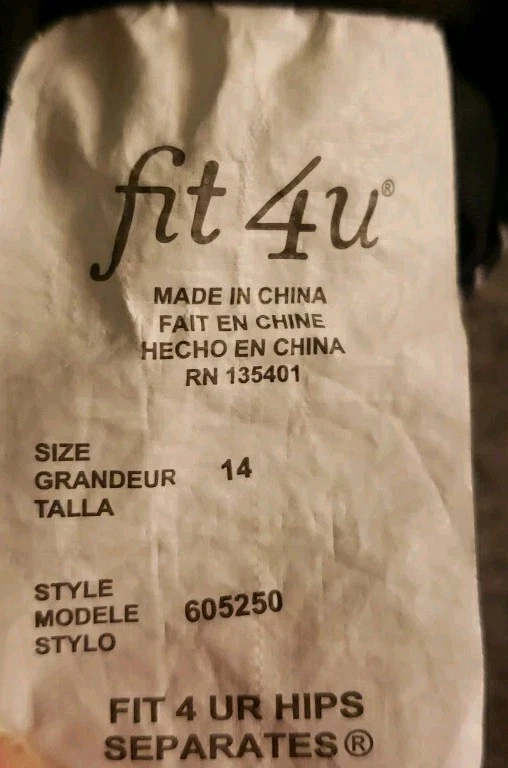 fit 4u®
MADE IN CHINA
FAIT EN CHINE
HECHO EN CHINA
RN 135401
SIZE
GRANDEUR 14
TALLA
STYLE
MODELE 605250
STYLO
FIT 4 UR HIPS
SEPARATES®